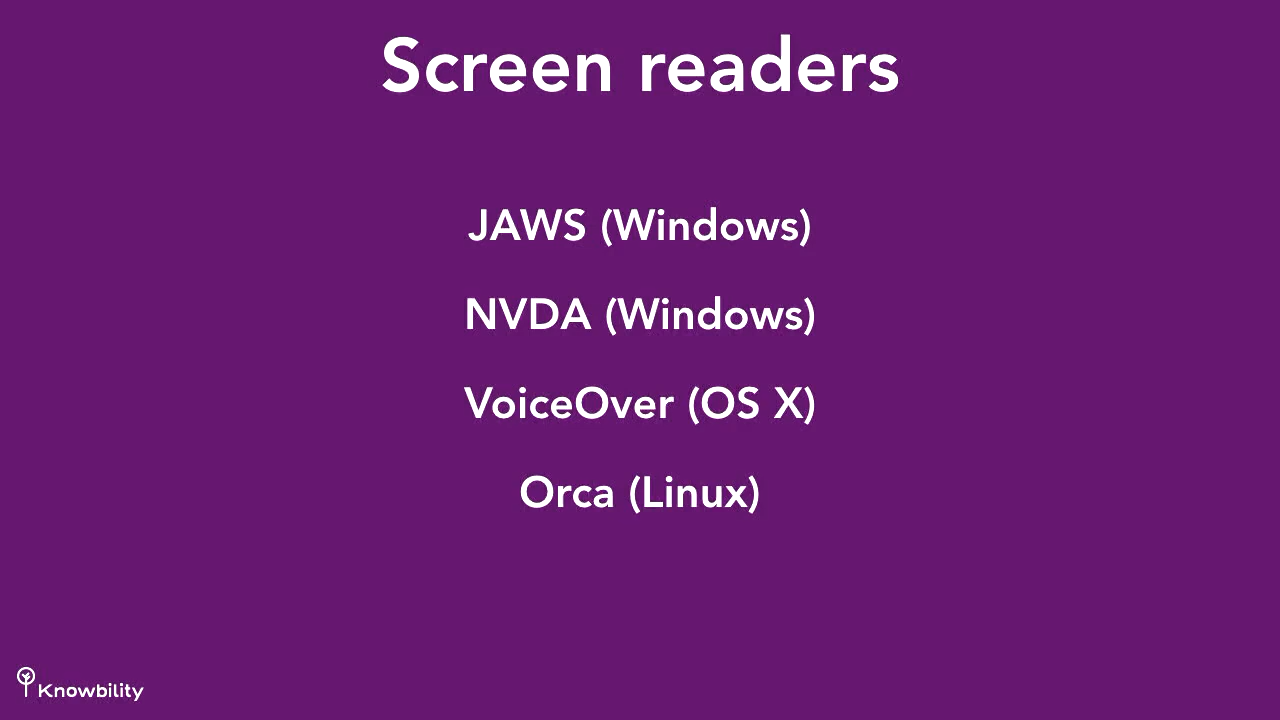 Screen readers
JAWS (Windows)
NVDA (Windows)
VoiceOver (OS X)
Orca (Linux)
Knowbility